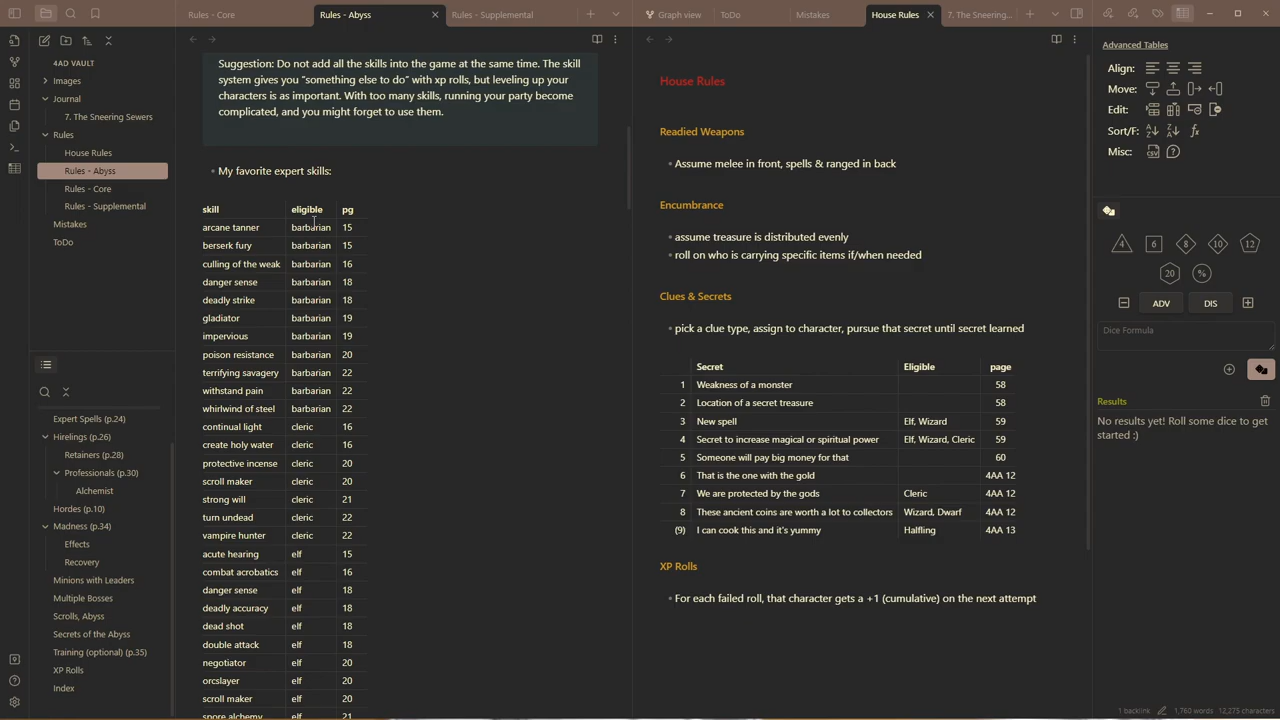 Rules - Core
Rules - Abyss
Rules - Supplemental
Graph view
ToDo
Mistakes
House Rules
7. The Sneering...
4AD VAULT
Images
Journal
7. The Sneering Sewers
Rules
House Rules
Rules - Abyss
Rules - Core
Rules - Supplemental
Mistakes
ToDo
Expert Spells (p.24)
Hirelings (p.26)
Retainers (p.28)
Professionals (p.30)
Alchemist
Hordes (p.10)
Madness (p.34)
Effects
Recovery
Minions with Leaders
Multiple Bosses
Scrolls, Abyss
Secrets of the Abyss
Training (optional) (p.35)
XP Rolls
Index
Suggestion: Do not add all the skills into the game at the same time. The skill
system gives you "something else to do" with xp rolls, but leveling up your
characters is as important. With too many skills, running your party become
complicated, and you might forget to use them.
My favorite expert skills:
skill eligible pg
arcane tanner barbarian 15
berserk fury barbarian 15
culling of the weak barbarian 16
danger sense barbarian 18
deadly strike barbarian 18
gladiator barbarian 19
impervious barbarian 19
poison resistance barbarian 20
terrifying savagery barbarian 22
withstand pain barbarian 22
whirlwind of steel barbarian 22
continual light cleric 16
create holy water cleric 16
protective incense cleric 20
scroll maker cleric 20
strong will cleric 21
turn undead cleric 22
vampire hunter cleric 22
acute hearing elf 15
combat acrobatics elf 16
danger sense elf 18
deadly accuracy elf 18
dead shot elf 18
double attack elf 18
negotiator elf 20
orcslayer elf 20
scroll maker elf 20
spore alchemy elf 21
House Rules
Readied Weapons
Assume melee in front, spells & ranged in back
Encumbrance
assume treasure is distributed evenly
roll on who is carrying specific items if/when needed
Clues & Secrets
pick a clue type, assign to character, pursue that secret until secret learned
Secret Eligible page
1 Weakness of a monster 58
2 Location of a secret treasure 58
3 New spell Elf, Wizard 59
4 Secret to increase magical or spiritual power Elf, Wizard, Cleric 59
5 Someone will pay big money for that 60
6 That is the one with the gold 4AA 12
7 We are protected by the gods Cleric 4AA 12
8 These ancient coins are worth a lot to collectors Wizard, Dwarf 4AA 12
(9) I can cook this and it's yummy Halfling 4AA 13
XP Rolls
For each failed roll, that character gets a +1 (cumulative) on the next attempt
Advanced Tables
Align:
Move:
Edit:
Sort/F:
Misc:
4 6 8 10 12
20 %
ADV DIS
Dice Formula
Results
No results yet! Roll some dice to get
started :)
1 backlink 1,760 words 12,275 characters